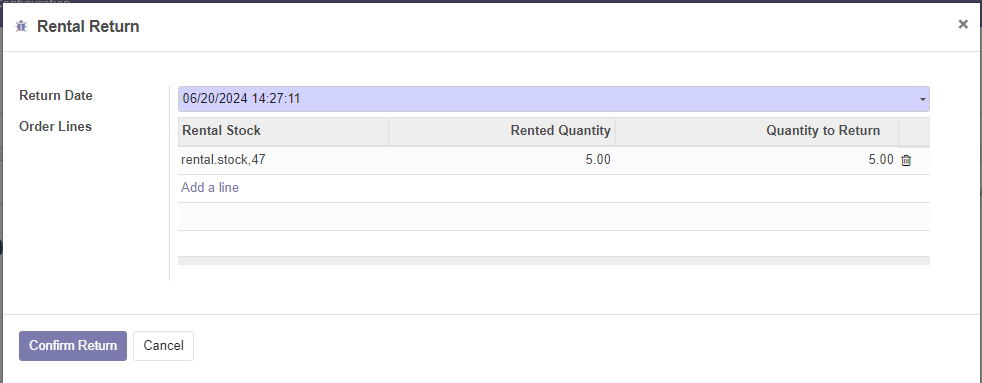 Rental Return
×
Return Date
06/20/2024 14:27:11
Order Lines
Rental Stock Rented Quantity Quantity to Return
rental.stock,47 5.00 5.00
Add a line
Confirm Return Cancel